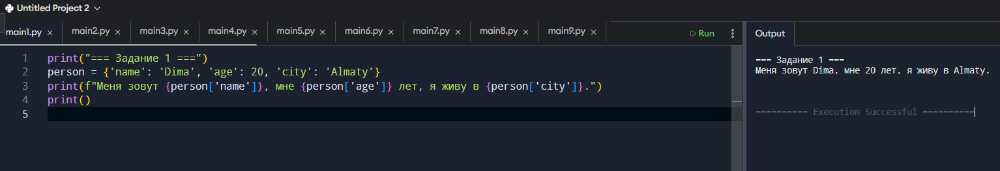 Untitled Project 2
main1.py × main2.py × main3.py × main4.py × main5.py × main6.py × main7.py × main8.py × main9.py × Run Output
1 print("=== Задание 1 ===")
2 person = {'name': 'Dima', 'age': 20, 'city': 'Almaty'}
3 print(f"Меня зовут {person['name']}, мне {person['age']} лет, я живу в {person['city']}.")
4 print()
5
=== Задание 1 ===
Меня зовут Dima, мне 20 лет, я живу в Almaty.
========== Execution Successful ==========